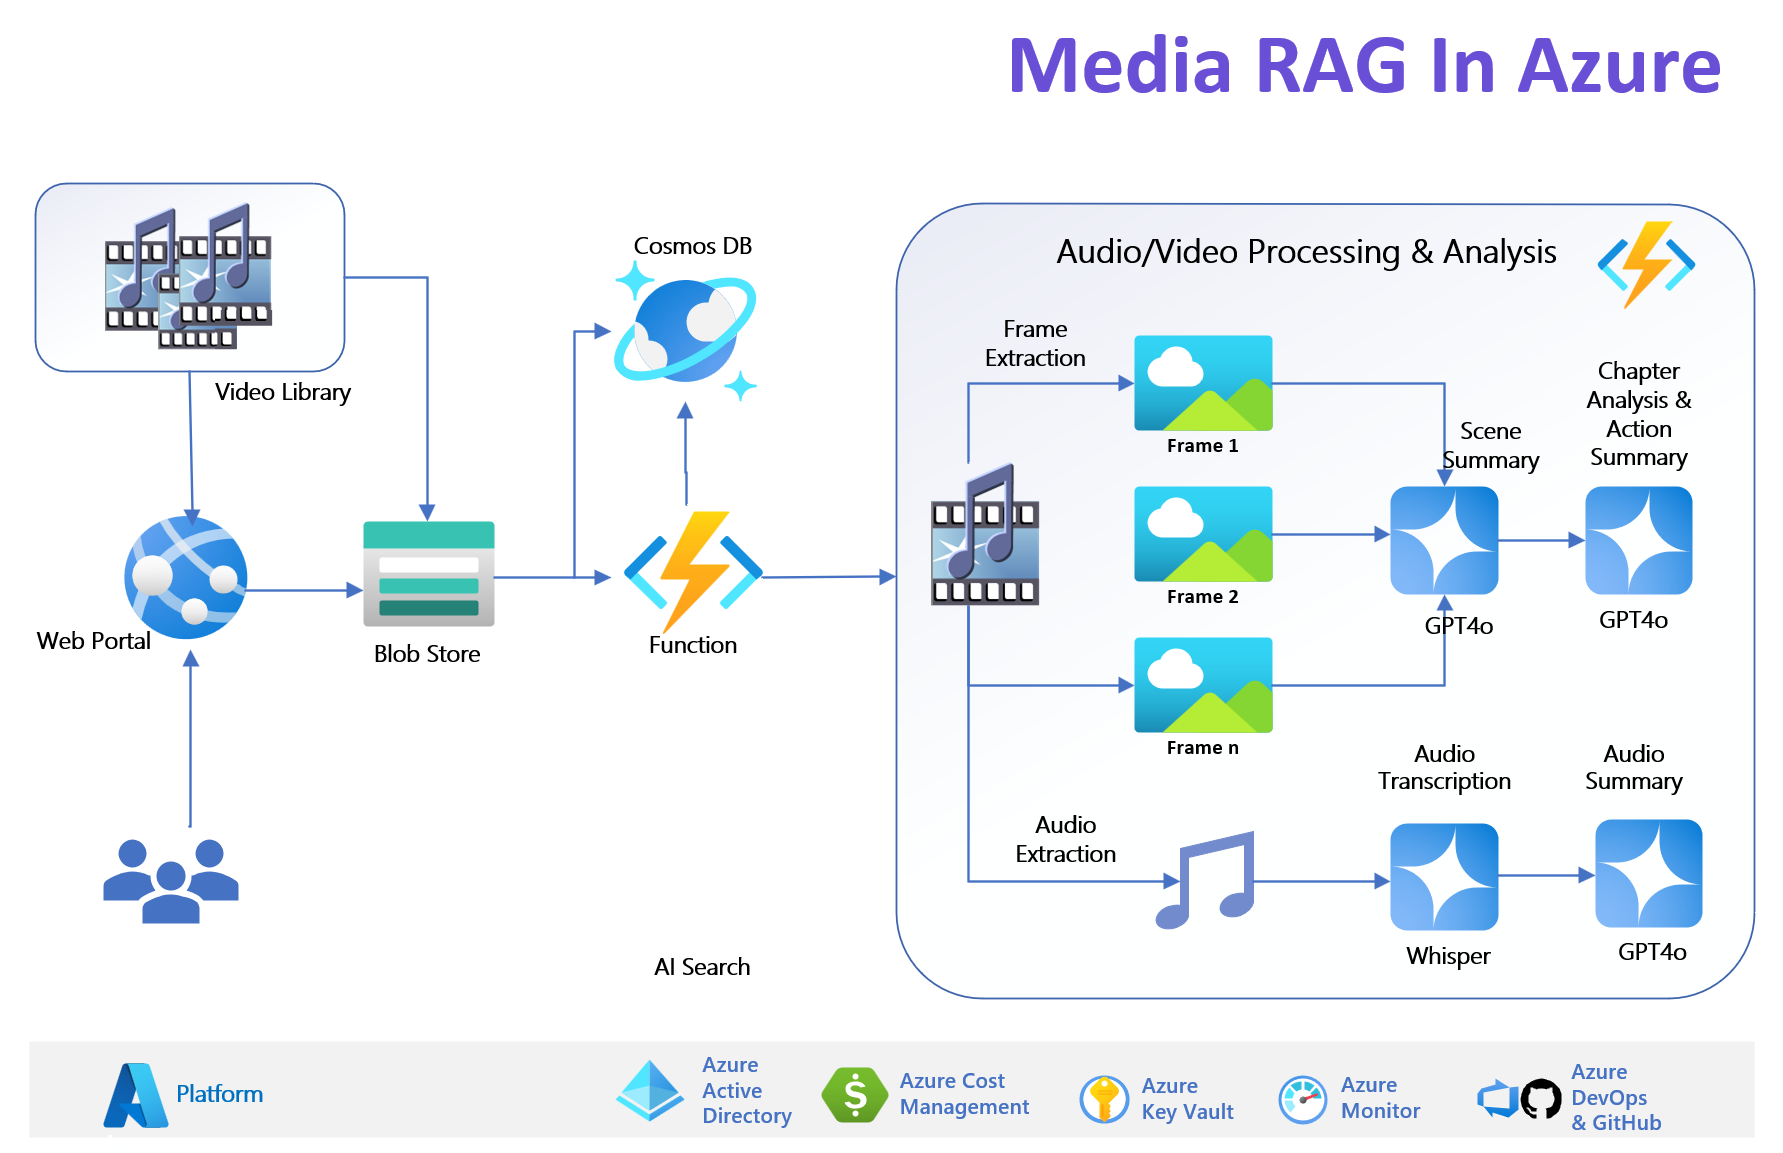 Media RAG In Azure
Cosmos DB
Audio/Video Processing & Analysis
Video Library
Frame
Extraction
Frame 1
Chapter
Analysis &
Action
Summary
Scene
Summary
Frame 2
GPT4o
GPT4o
Web Portal
Blob Store
Function
Frame n
Audio
Transcription
Audio
Summary
Audio
Extraction
Whisper
GPT4o
AI Search
Platform
Azure
Active
Directory
Azure Cost
Management
Azure
Key Vault
Azure
Monitor
Azure
DevOps
& GitHub